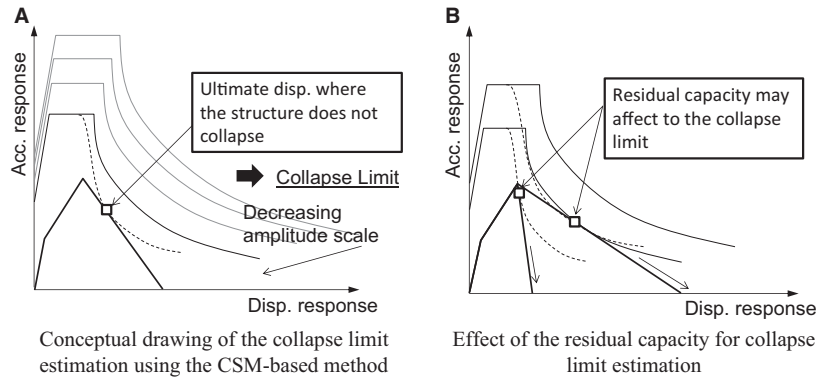 A
Acc. response
Ultimate disp. where
the structure does not
collapse
Collapse Limit
Decreasing
amplitude scale
Disp. response
Conceptual drawing of the collapse limit
estimation using the CSM-based method
B
Acc. response
Residual capacity may
affect to the collapse
limit
Disp. response
Effect of the residual capacity for collapse
limit estimation